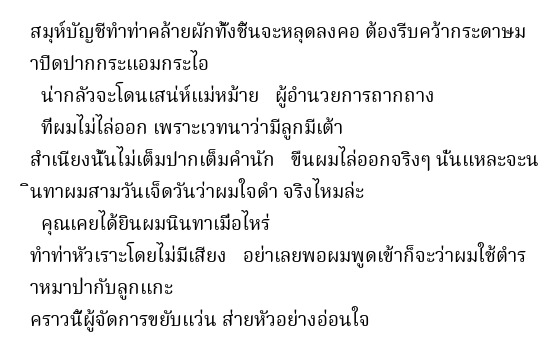 สมุห์บัญชีทำท่าคล้ายผักทั้งชิ้นจะหลุดลงคอ ต้องรีบคว้ากระดาษม
าปิดปากกระแอมกระไอ
น่ากลัวจะโดนเสน่ห์แม่หม้าย   ผู้อำนวยการถากถาง
ที่ผมไม่ไล่ออก เพราะเวทนาว่ามีลูกมีเต้า
สำเนียงนั้นไม่เต็มปากเต็มคำนัก   ขืนผมไล่ออกจริงๆ นั่นแหละจะน
ินทาผมสามวันเจ็ดวันว่าผมใจดำ จริงไหมล่ะ
คุณเคยได้ยินผมนินทาเมื่อไหร่
ทำท่าหัวเราะโดยไม่มีเสียง   อย่าเลยพอผมพูดเข้าก็จะว่าผมใช้ตำร
าหมาป่ากับลูกแกะ
คราวนี้ผู้จัดการขยับแว่น ส่ายหัวอย่างอ่อนใจ